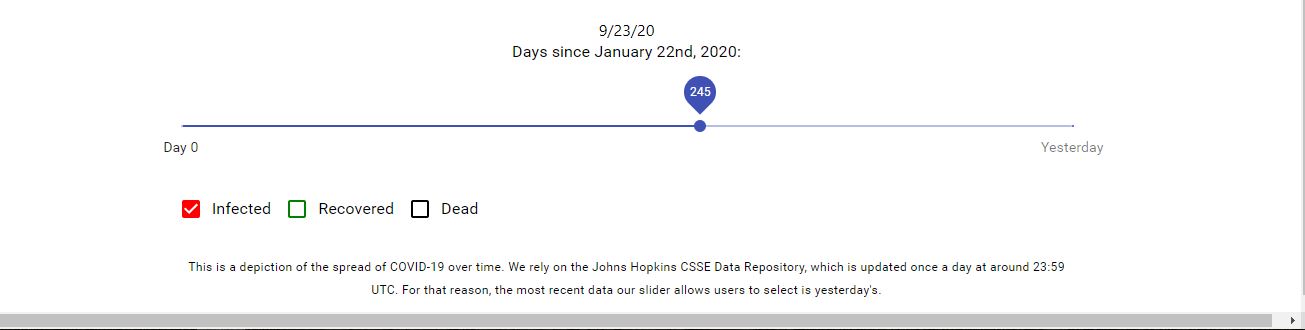 9/23/20
Days since January 22nd, 2020:
245
Day 0 Yesterday
Infected Recovered Dead
This is a depiction of the spread of COVID-19 over time. We rely on the Johns Hopkins CSSE Data Repository, which is updated once a day at around 23:59
UTC. For that reason, the most recent data our slider allows users to select is yesterday's.